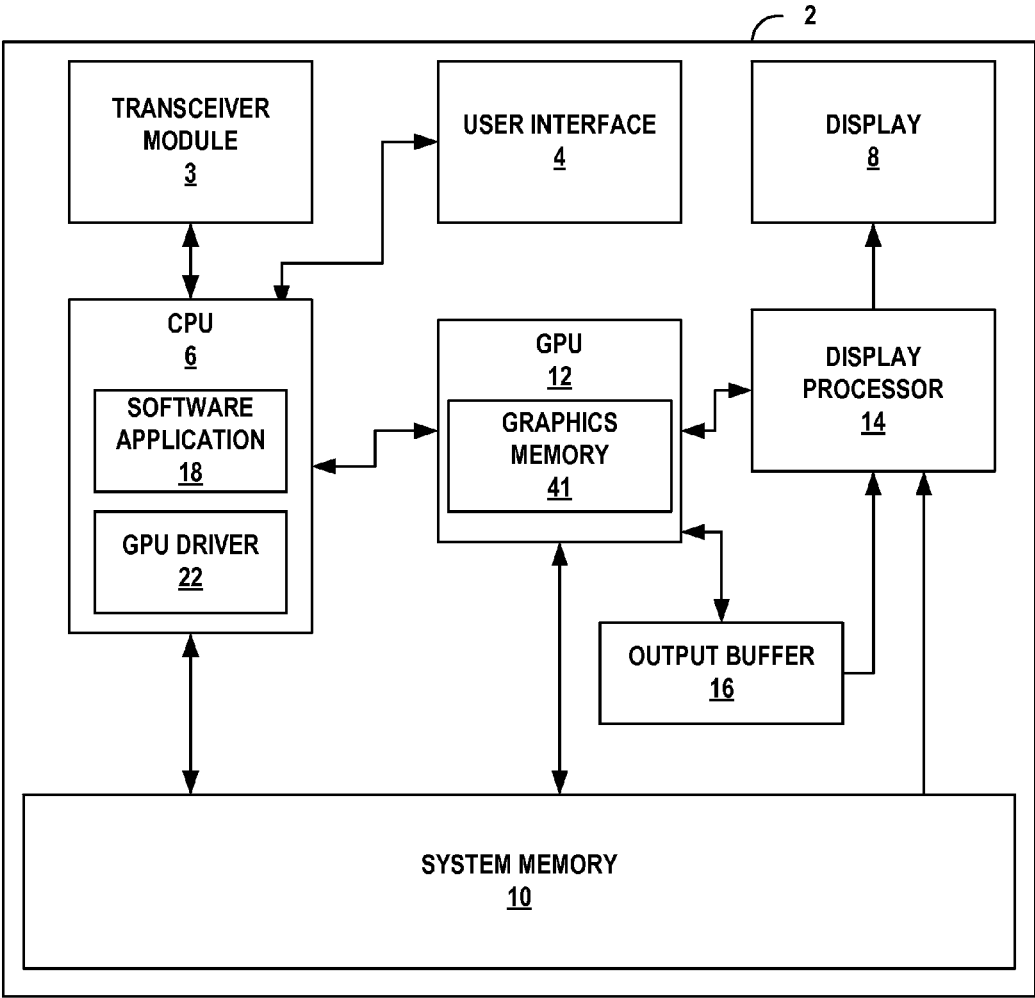 2
TRANSCEIVER
MODULE
3
USER INTERFACE
4
DISPLAY
8
CPU
6
SOFTWARE
APPLICATION
18
GPU DRIVER
22
GPU
12
GRAPHICS
MEMORY
41
DISPLAY
PROCESSOR
14
OUTPUT BUFFER
16
SYSTEM MEMORY
10